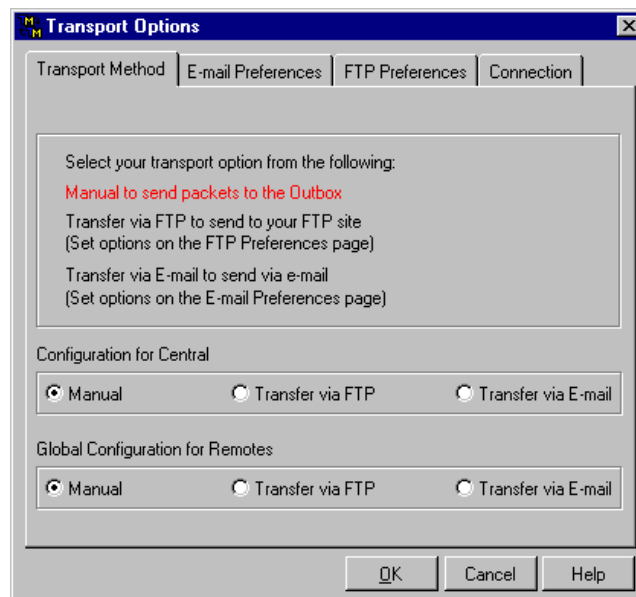 MM Transport Options
Transport Method E-mail Preferences FTP Preferences Connection
Select your transport option from the following:
Manual to send packets to the Outbox
Transfer via FTP to send to your FTP site
(Set options on the FTP Preferences page)
Transfer via E-mail to send via e-mail
(Set options on the E-mail Preferences page)
Configuration for Central
Manual Transfer via FTP Transfer via E-mail
Global Configuration for Remotes
Manual Transfer via FTP Transfer via E-mail
OK Cancel Help